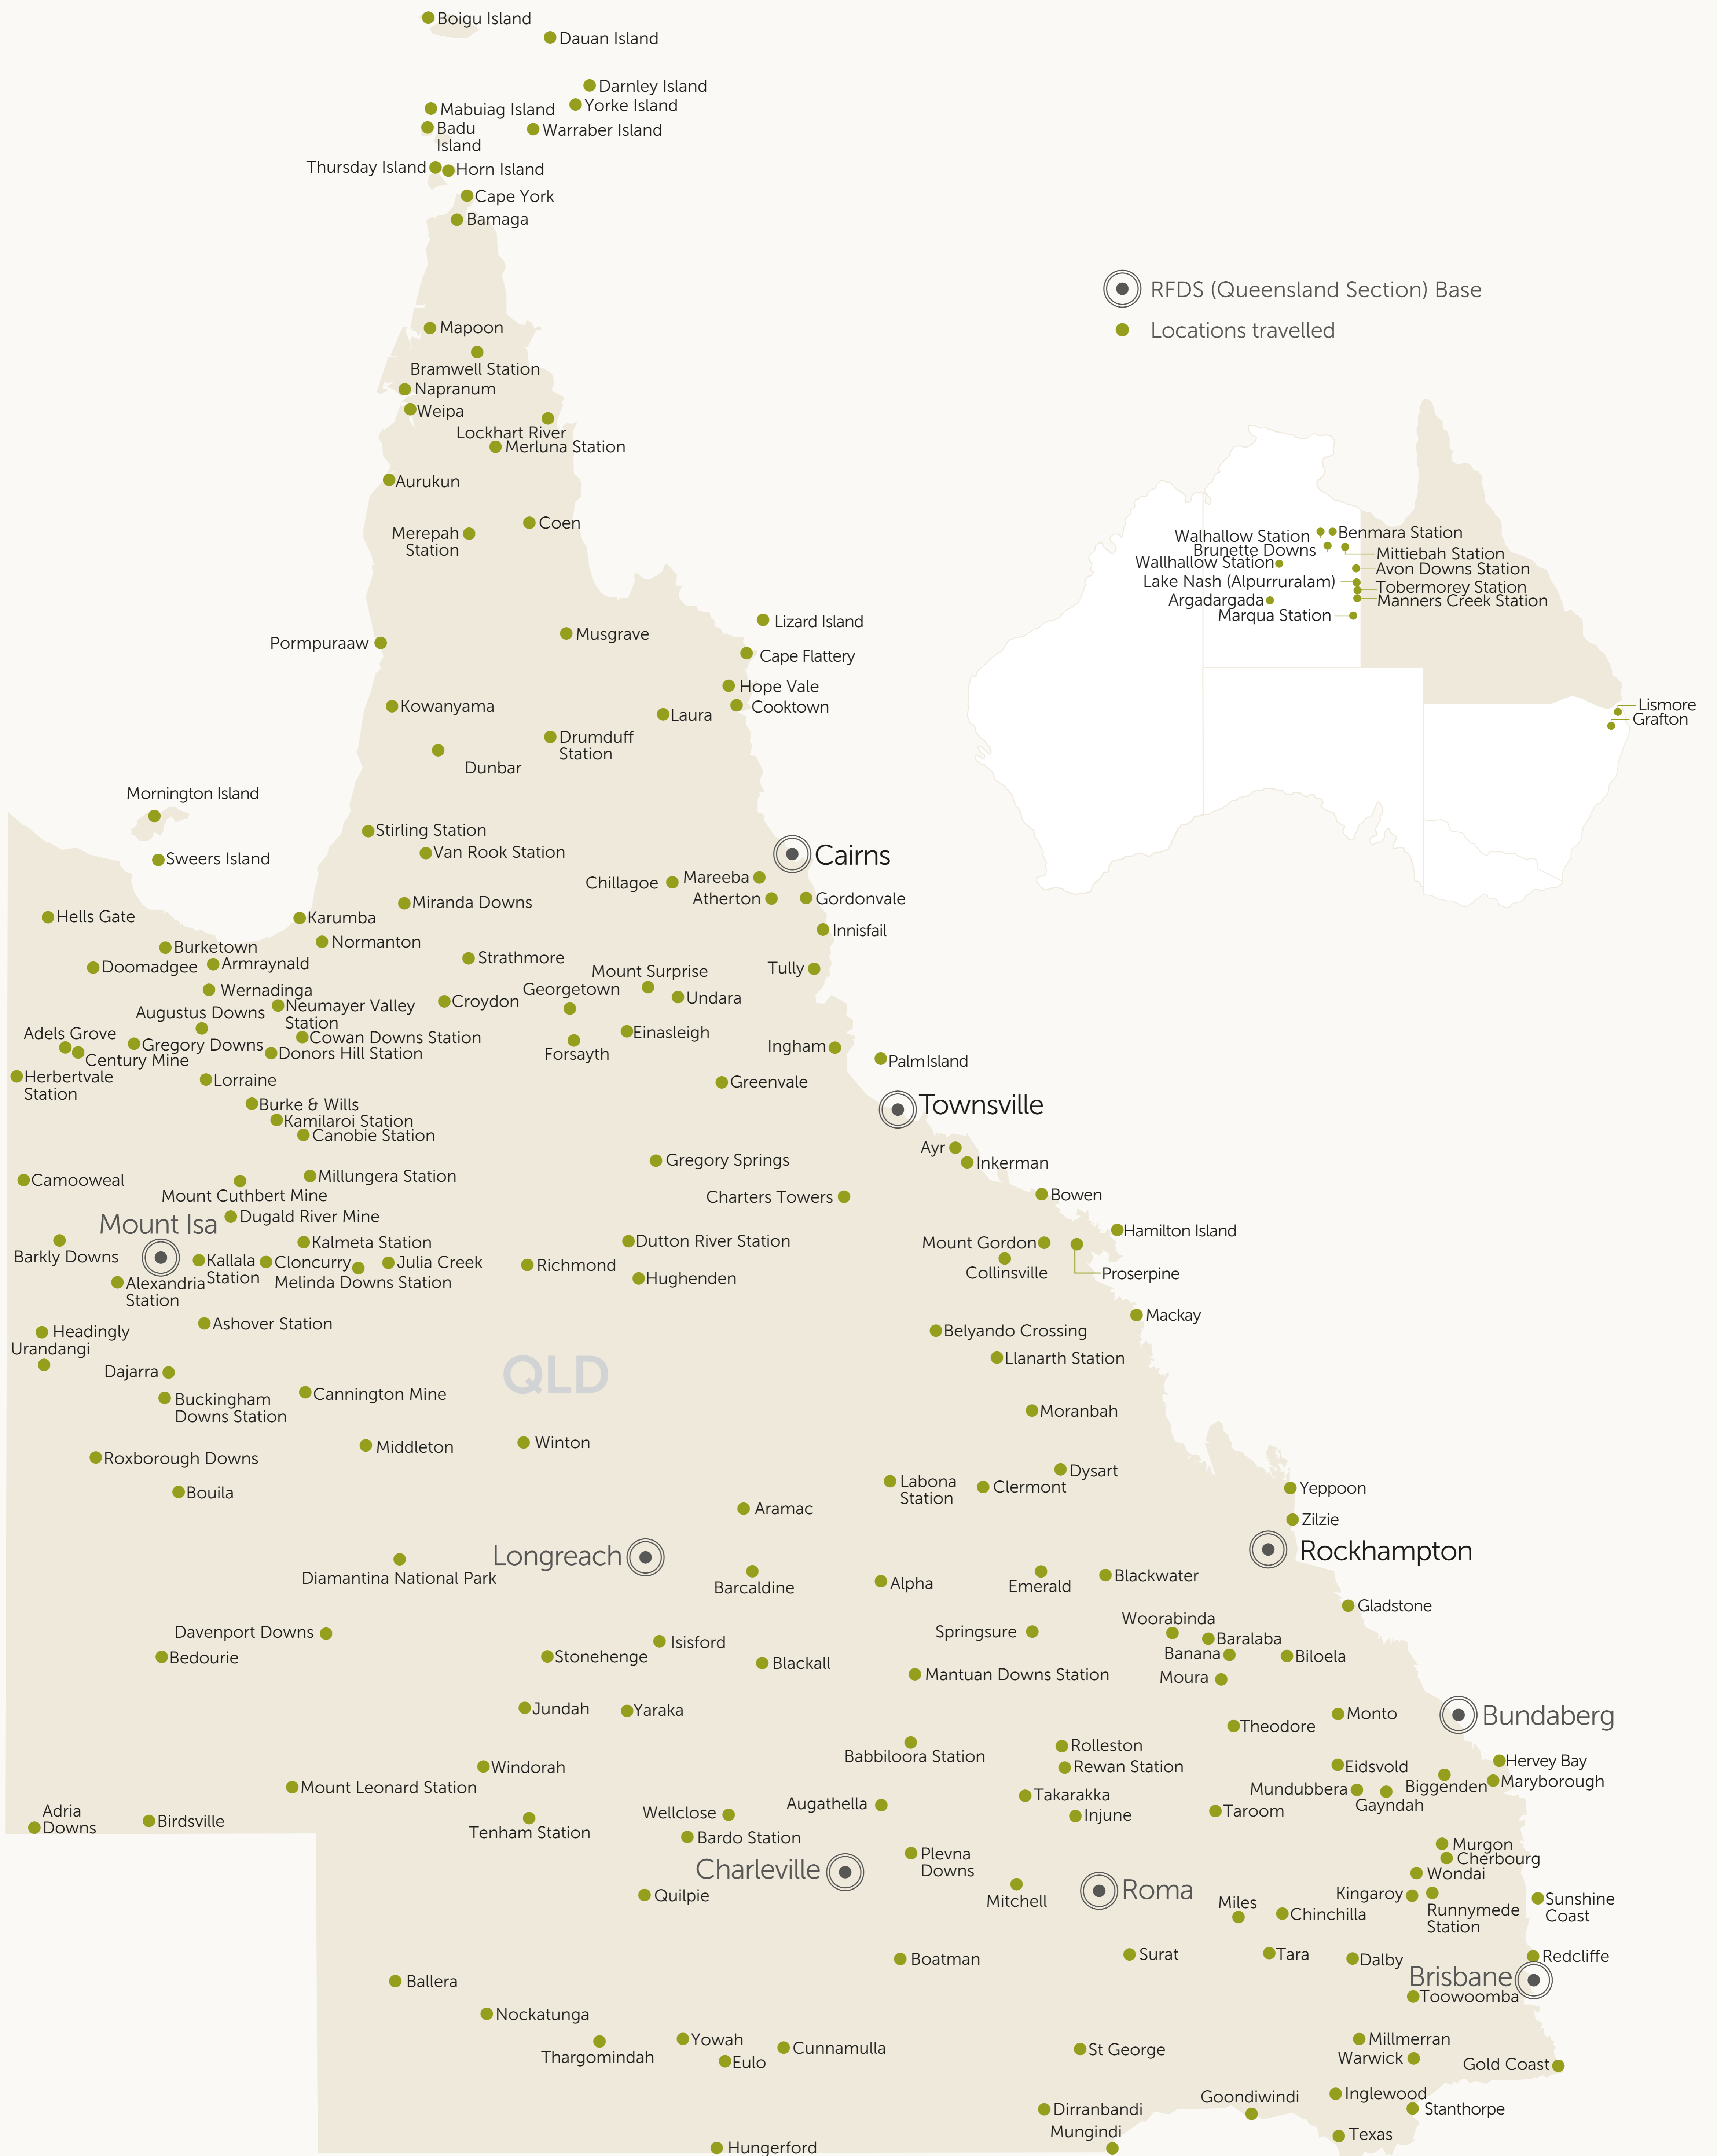 Boigu Island
Dauan Island
Darnley Island
Yorke Island
Mabuiag Island
Badu
Island
Warraber Island
Thursday Island
Horn Island
Cape York
Bamaga
RFDS (Queensland Section) Base
Locations travelled
Mapoon
Bramwell Station
Napranum
Weipa
Lockhart River
Merluna Station
Aurukun
Coen
Merepah
Station
Walhallow Station
Benmara Station
Brunette Downs
Mittiebah Station
Wallhallow Station
Avon Downs Station
Lake Nash (Alpurruralam)
Tobermorey Station
Argadargada
Manners Creek Station
Marqua Station
Lismore
Grafton
Lizard Island
Musgrave
Pormpuraaw
Cape Flattery
Hope Vale
Cooktown
Kowanyama
Laura
Drumduff
Station
Dunbar
Mornington Island
Sweers Island
Stirling Station
Van Rook Station
Cairns
Chillagoe
Mareeba
Atherton
Gordonvale
Miranda Downs
Hells Gate
Karumba
Innisfail
Normanton
Burketown
Doomadgee
Armraynald
Strathmore
Tully
Mount Surprise
Wernadinga
Georgetown
Undara
Neumayer Valley
Station
Croydon
Augustus Downs
Adels Grove
Gregory Downs
Cowan Downs Station
Einasleigh
Century Mine
Donors Hill Station
Forsayth
Ingham
Palm Island
Herbertvale
Station
Lorraine
Greenvale
Burke & Wills
Townsville
Kamilaroi Station
Canobie Station
Ayr
Inkerman
Gregory Springs
Camooweal
Millungera Station
Mount Cuthbert Mine
Charters Towers
Bowen
Dugald River Mine
Mount Isa
Hamilton Island
Barkly Downs
Kalmeta Station
Dutton River Station
Mount Gordon
Kallala
Station
Cloncurry
Julia Creek
Richmond
Collinsville
Proserpine
Melinda Downs Station
Alexandria
Station
Hughenden
Mackay
Ashover Station
Headingly
Urandangi
Belyando Crossing
Llanarth Station
Dajarra
QLD
Buckingham
Downs Station
Cannington Mine
Moranbah
Middleton
Winton
Roxborough Downs
Dysart
Labona
Station
Clermont
Bouila
Yeppoon
Aramac
Zilzie
Longreach
Rockhampton
Diamantina National Park
Barcaldine
Alpha
Emerald
Blackwater
Gladstone
Woorabinda
Davenport Downs
Springsure
Baralaba
Isisford
Banana
Biloela
Bedourie
Stonehenge
Blackall
Mantuan Downs Station
Moura
Jundah
Yaraka
Monto
Bundaberg
Theodore
Babbiloora Station
Rolleston
Rewan Station
Eidsvold
Hervey Bay
Windorah
Biggenden
Maryborough
Mount Leonard Station
Mundubbera
Gayndah
Takarakka
Augathella
Adria
Downs
Birdsville
Wellclose
Injune
Taroom
Tenham Station
Bardo Station
Murgon
Cherbourg
Plevna
Downs
Charleville
Wondai
Mitchell
Roma
Quilpie
Kingaroy
Runnymede
Station
Sunshine
Coast
Miles
Chinchilla
Boatman
Surat
Tara
Dalby
Redcliffe
Brisbane
Ballera
Toowoomba
Nockatunga
Yowah
Thargomindah
Eulo
Cunnamulla
St George
Millmerran
Warwick
Gold Coast
Inglewood
Goondiwindi
Dirranbandi
Stanthorpe
Mungindi
Texas
Hungerford